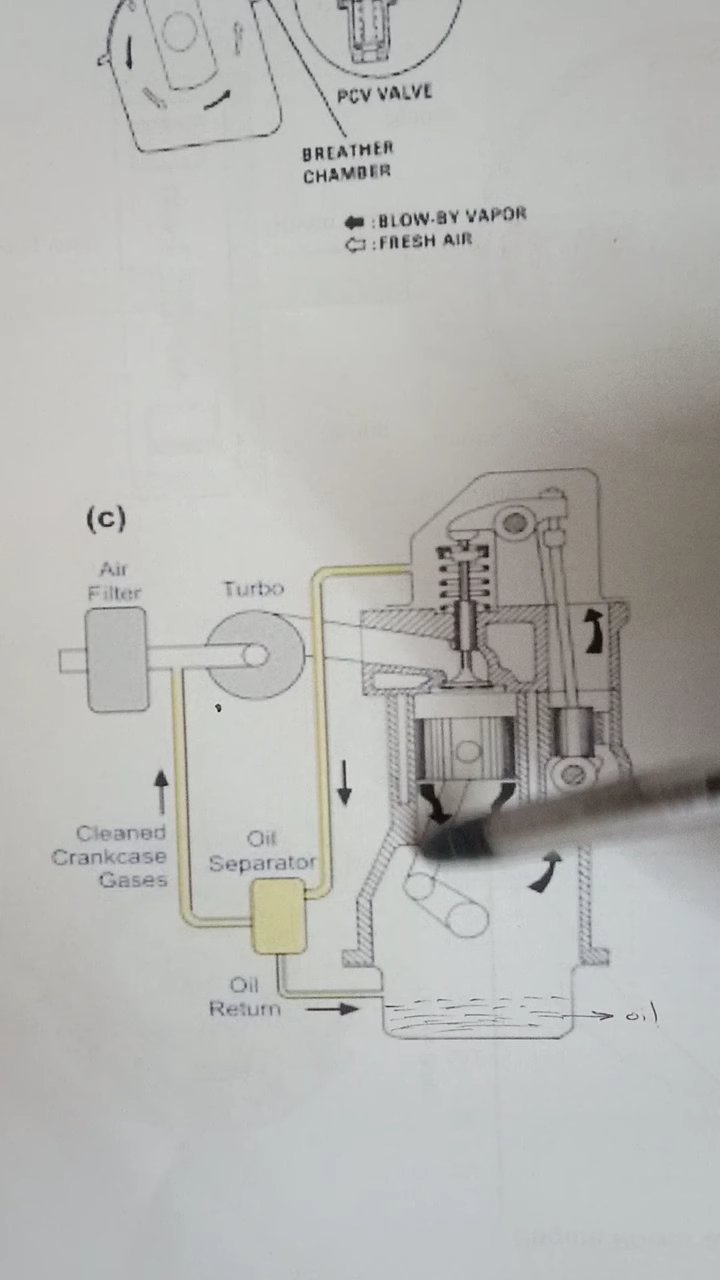 PCV VALVE
BREATHER
CHAMBER
:BLOW-BY VAPOR
:FRESH AIR
(c)
Air
Filter
Turbo
Cleaned
Crankcase
Gases
Oil
Separator
Oil
Return
oil